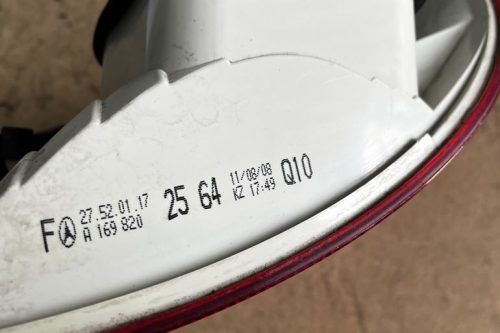 F 27.52.01.17
A 169 820 25 64
11/08/08
KZ 17:49 Q10